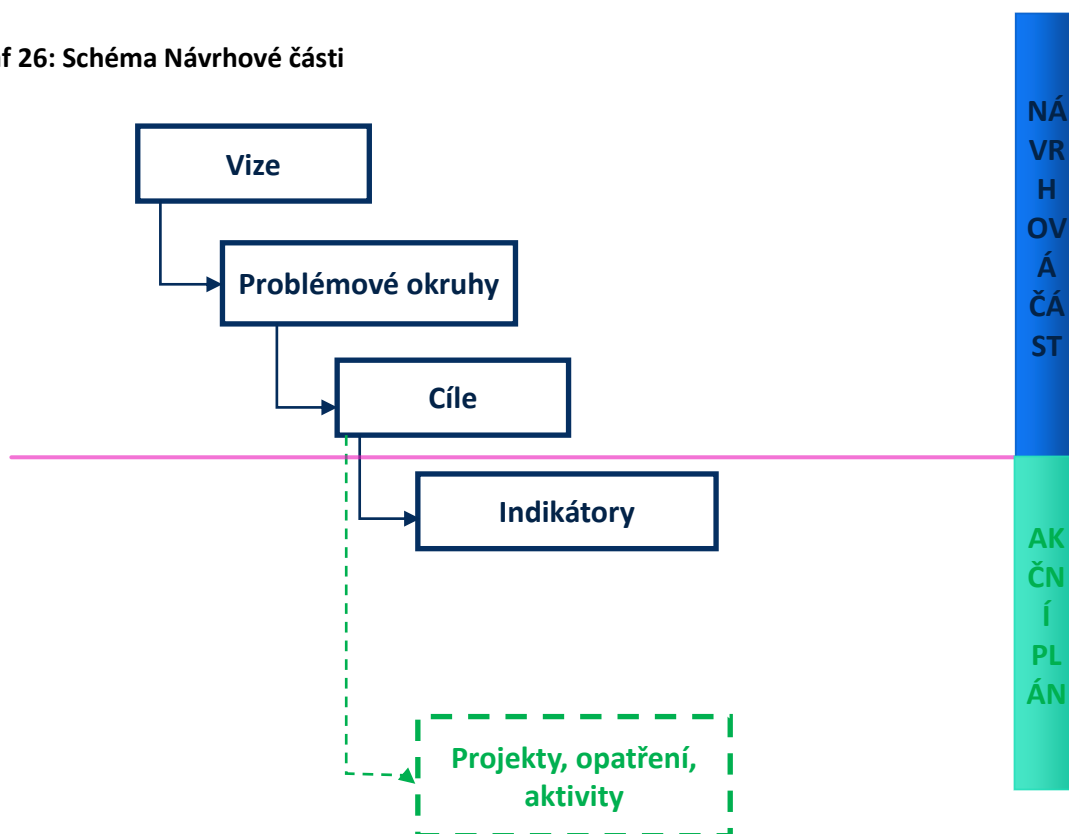 f 26: Schéma Návrhové části
Vize
Problémové okruhy
Cíle
Indikátory
Projekty, opatření,
aktivity
NÁ
VR
H
OV
Á
ČÁ
ST
AK
ČN
Í
PL
ÁN